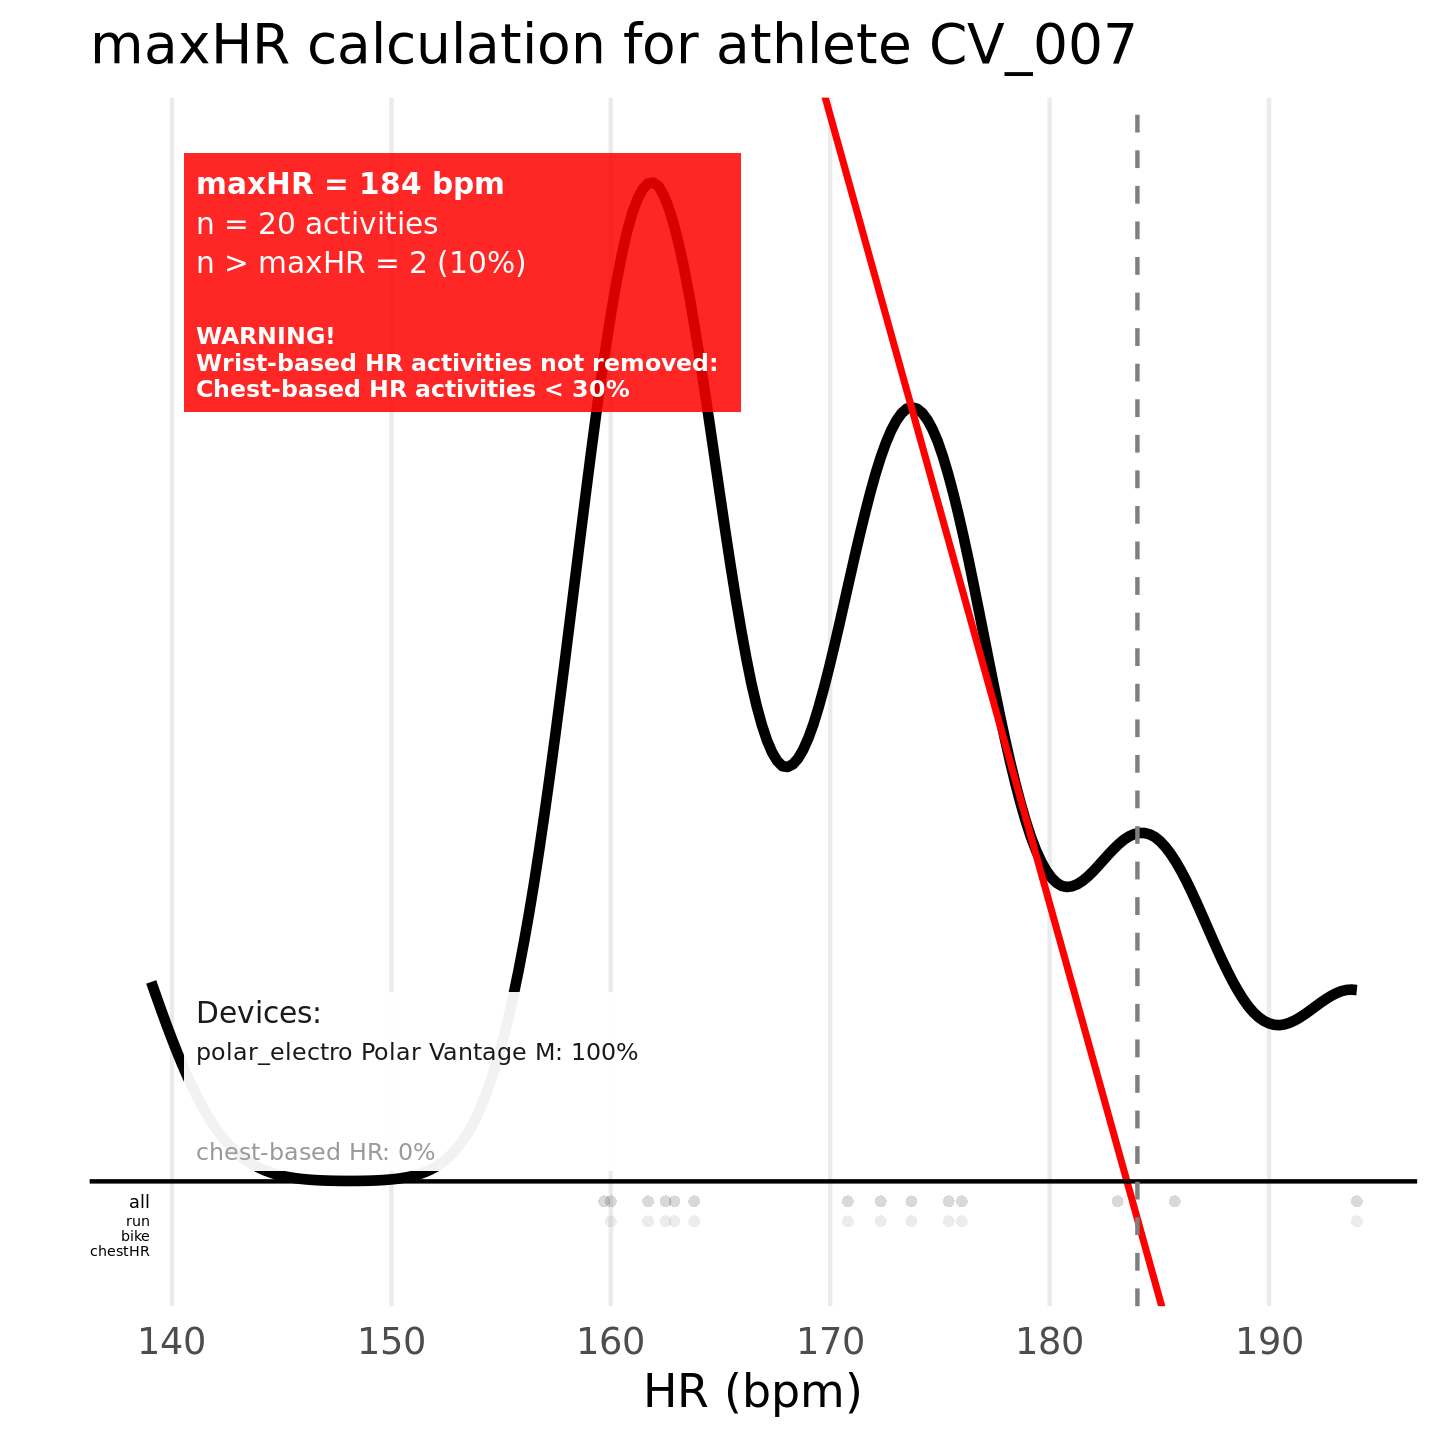 maxHR calculation for athlete CV_007
maxHR = 184 bpm
n = 20 activities
n > maxHR = 2 (10%)
WARNING!
Wrist-based HR activities not removed:
Chest-based HR activities < 30%
Devices:
polar_electro Polar Vantage M: 100%
chest-based HR: 0%
all
run
bike
chestHR
140 150 160 170 180 190
HR (bpm)